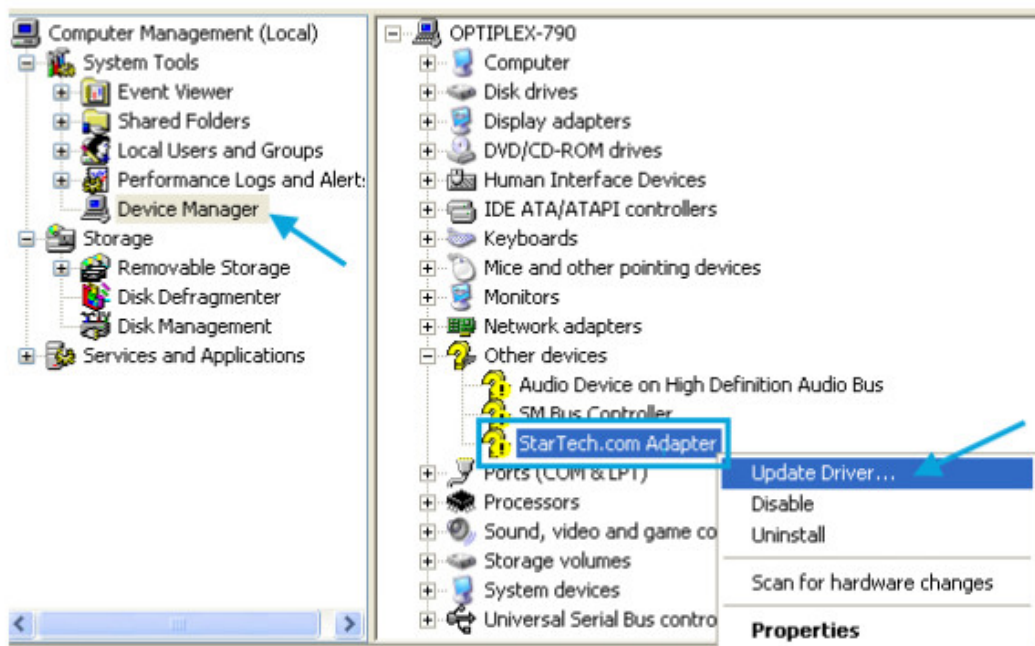 Computer Management (Local)
System Tools
Event Viewer
Shared Folders
Local Users and Groups
Performance Logs and Alert
Device Manager
Storage
Removable Storage
Disk Defragmenter
Disk Management
Services and Applications
OPTIPLEX-790
Computer
Disk drives
Display adapters
DVD/CD-ROM drives
Human Interface Devices
IDE ATA/ATAPI controllers
Keyboards
Mice and other pointing devices
Monitors
Network adapters
Other devices
Audio Device on High Definition Audio Bus
SM Bus Controller
StarTech.com Adapter
Ports (COM & LPT)
Processors
Sound, video and game co
Storage volumes
System devices
Universal Serial Bus contro
Update Driver...
Disable
Uninstall
Scan for hardware changes
Properties